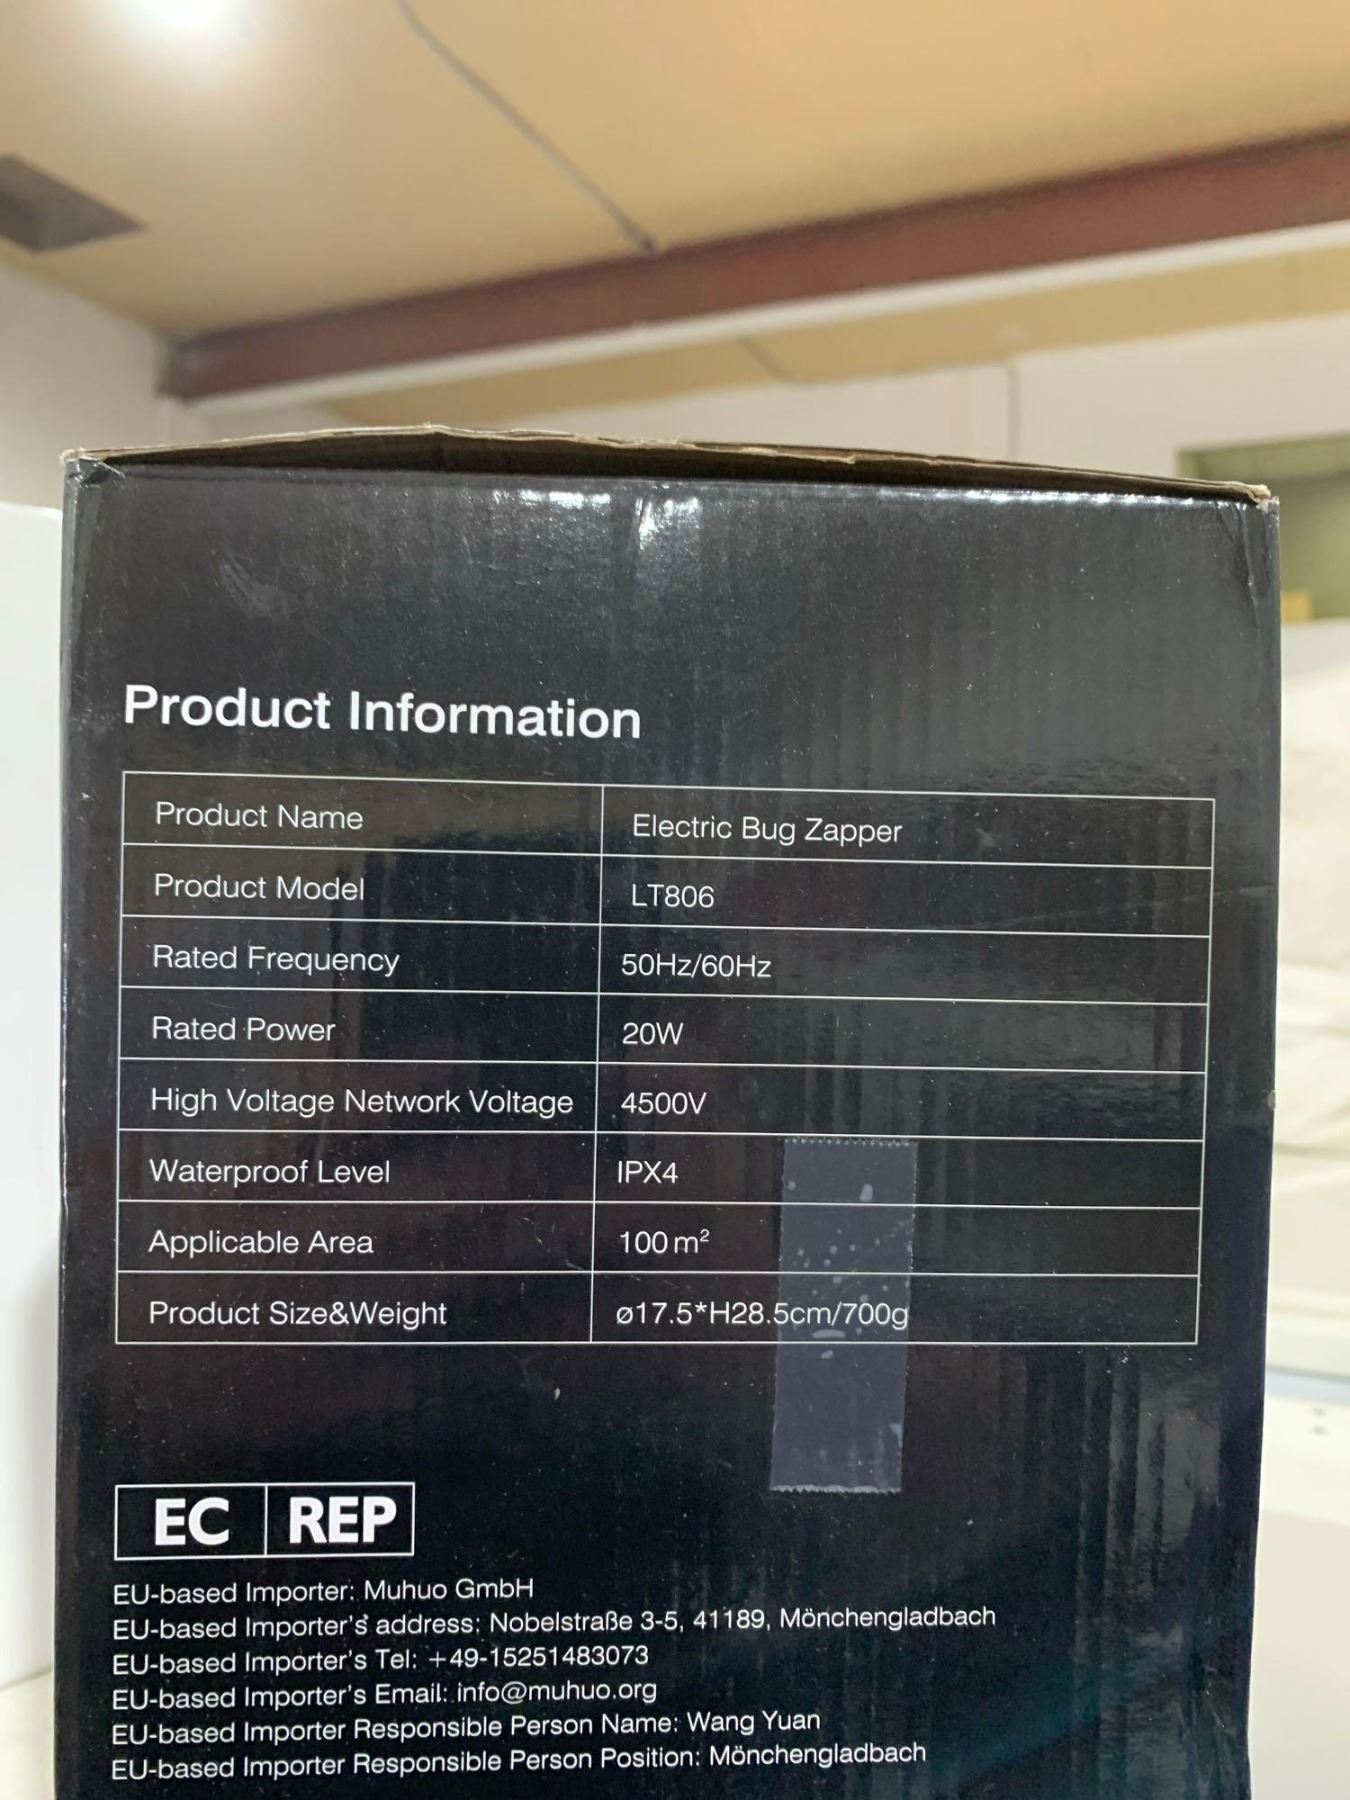 Product Information
Product Name Electric Bug Zapper
Product Model LT806
Rated Frequency 50Hz/60Hz
Rated Power 20W
High Voltage Network Voltage 4500V
Waterproof Level IPX4
Applicable Area 100 m²
Product Size&Weight ø17.5*H28.5cm/700g
EC REP
EU-based Importer: Muhuo GmbH
EU-based Importer's address: Nobelstraße 3-5, 41189, Mönchengladbach
EU-based Importer's Tel: +49-15251483073
EU-based Importer's Email: info@muhuo.org
EU-based Importer Responsible Person Name: Wang Yuan
EU-based Importer Responsible Person Position: Mönchengladbach